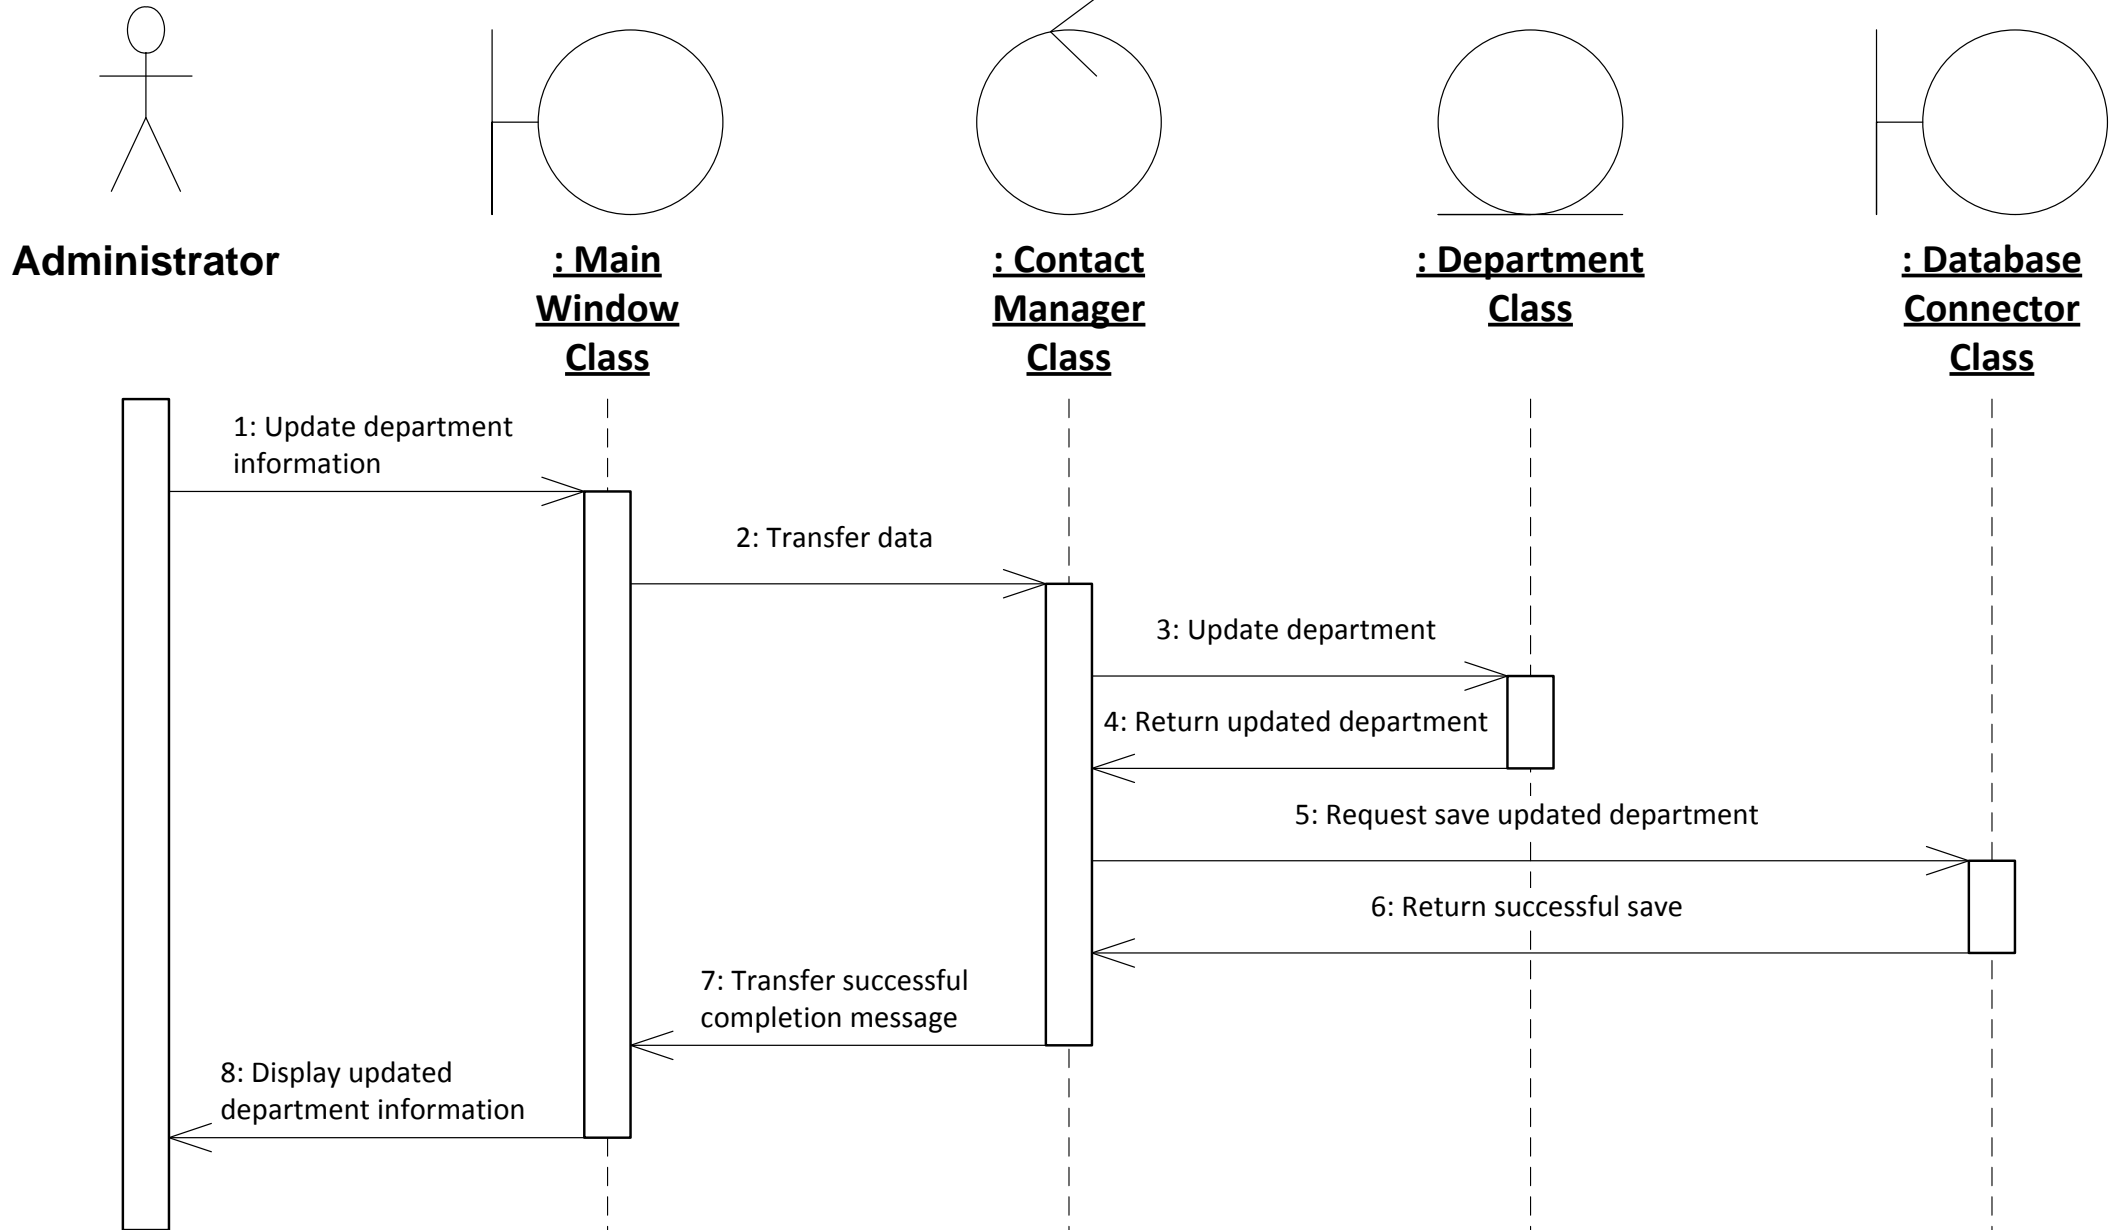 Administrator
: Main
Window
Class
: Contact
Manager
Class
: Department
Class
: Database
Connector
Class
1: Update department
information
2: Transfer data
3: Update department
4: Return updated department
5: Request save updated department
6: Return successful save
7: Transfer successful
completion message
8: Display updated
department information